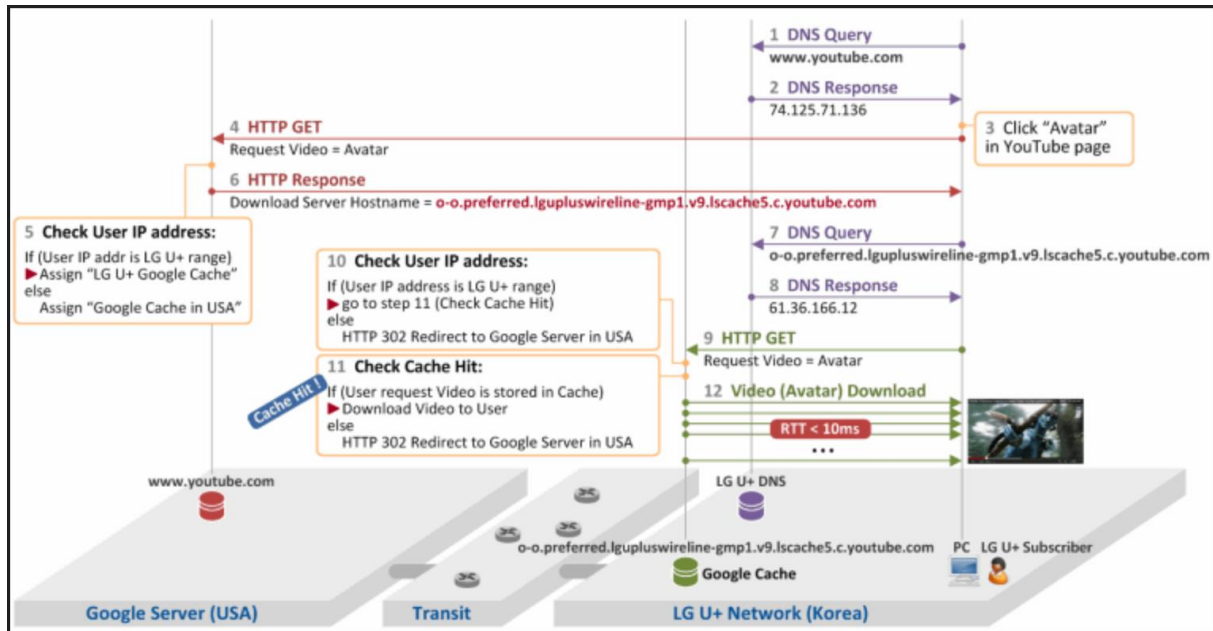 1 DNS Query
www.youtube.com
2 DNS Response
74.125.71.136
3 Click “Avatar”
in YouTube page
4 HTTP GET
Request Video = Avatar
6 HTTP Response
Download Server Hostname = o-o.preferred.lgupluswireline-gmp1.v9.lscache5.c.youtube.com
5 Check User IP address:
If (User IP addr is LG U+ range)
Assign “LG U+ Google Cache”
else
Assign “Google Cache in USA”
7 DNS Query
o-o.preferred.lgupluswireline-gmp1.v9.lscache5.c.youtube.com
8 DNS Response
61.36.166.12
10 Check User IP address:
If (User IP address is LG U+ range)
go to step 11 (Check Cache Hit)
else
HTTP 302 Redirect to Google Server in USA
9 HTTP GET
Request Video = Avatar
11 Check Cache Hit:
If (User request Video is stored in Cache)
Download Video to User
else
HTTP 302 Redirect to Google Server in USA
Cache Hit !
12 Video (Avatar) Download
RTT < 10ms
...
www.youtube.com
LG U+ DNS
o-o.preferred.lgupluswireline-gmp1.v9.lscache5.c.youtube.com
PC LG U+ Subscriber
Google Cache
Google Server (USA)
Transit
LG U+ Network (Korea)